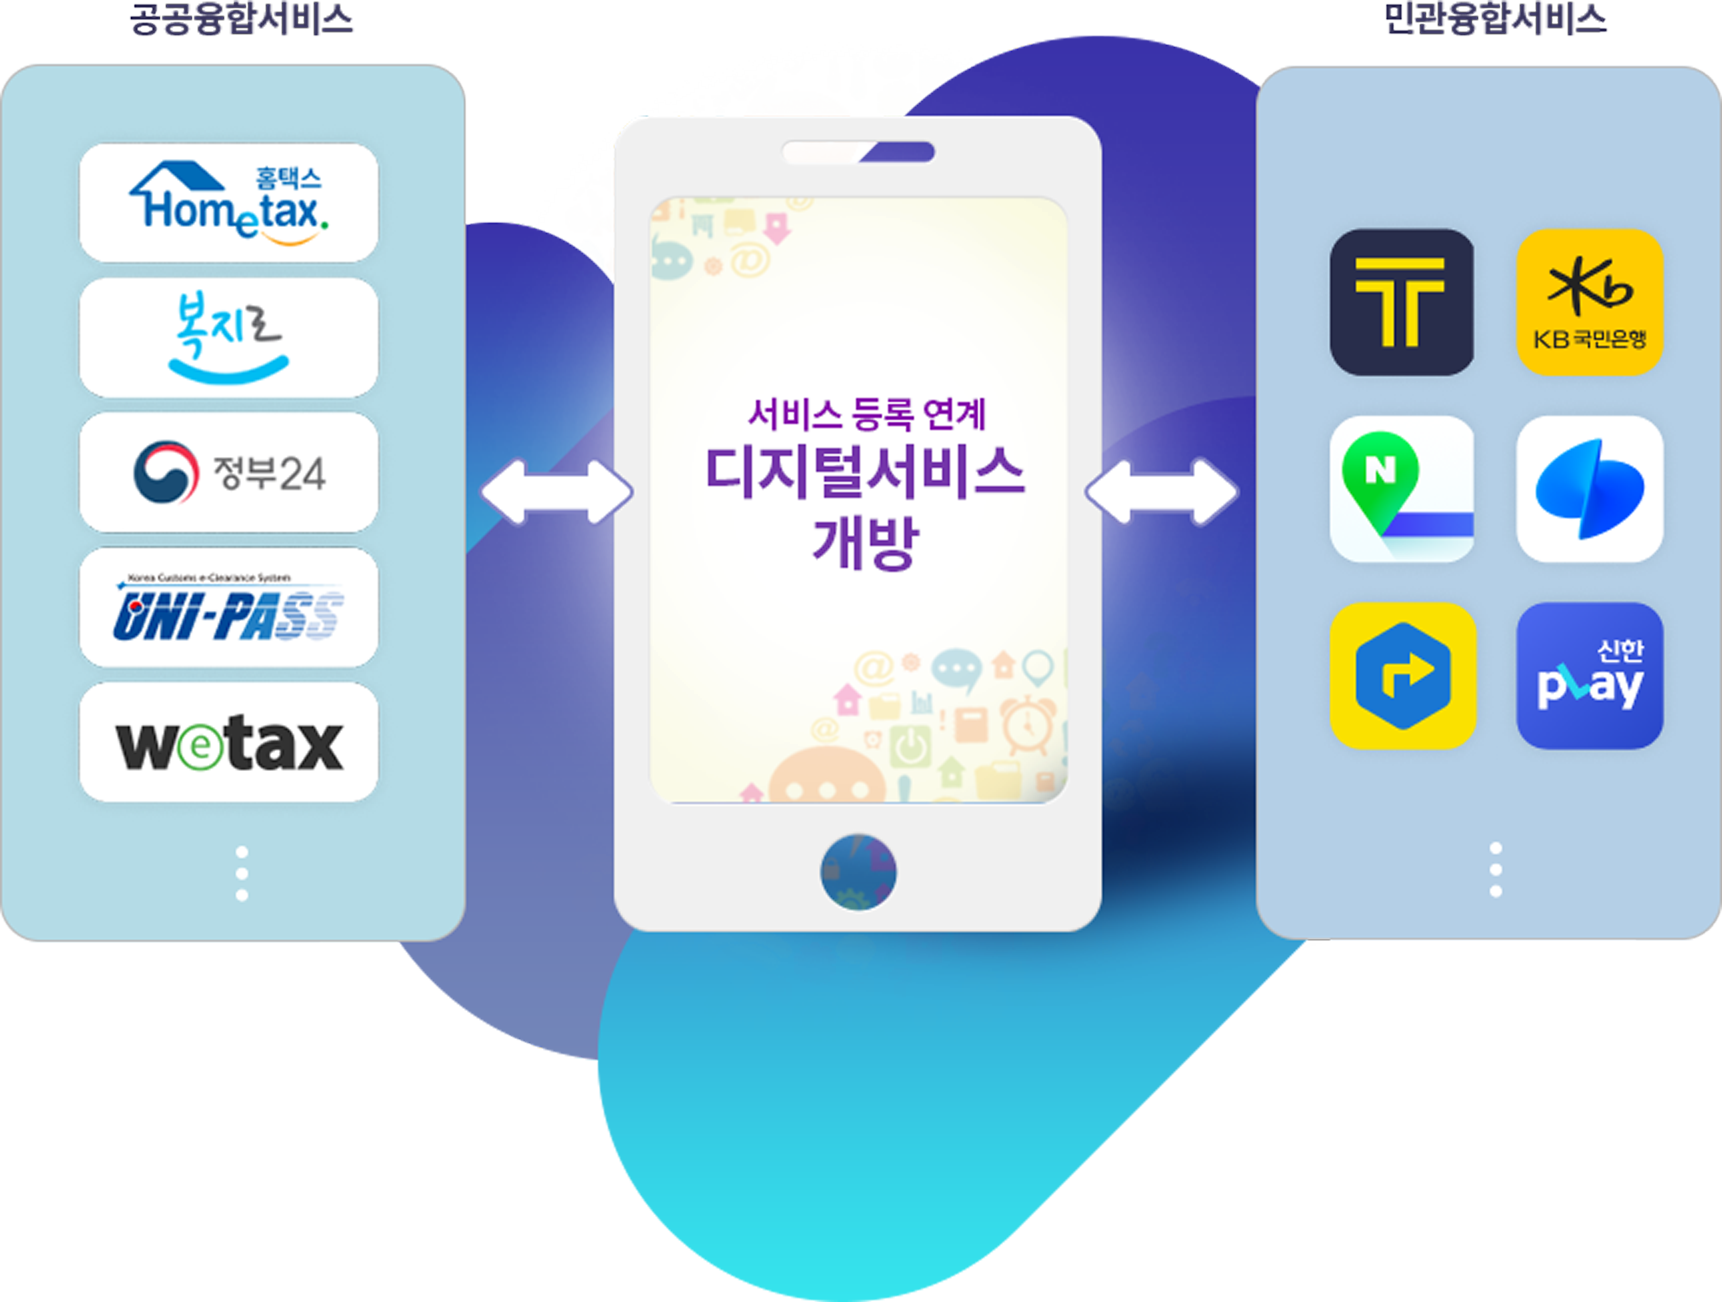 공공융합서비스
홈택스
Hometax.
복지로
정부24
Korea Customs e-Clearance System
UNI-PASS
wetax
서비스 등록 연계
디지털서비스
개방
민관융합서비스
T
Kb
KB국민은행
N
신한
pLay